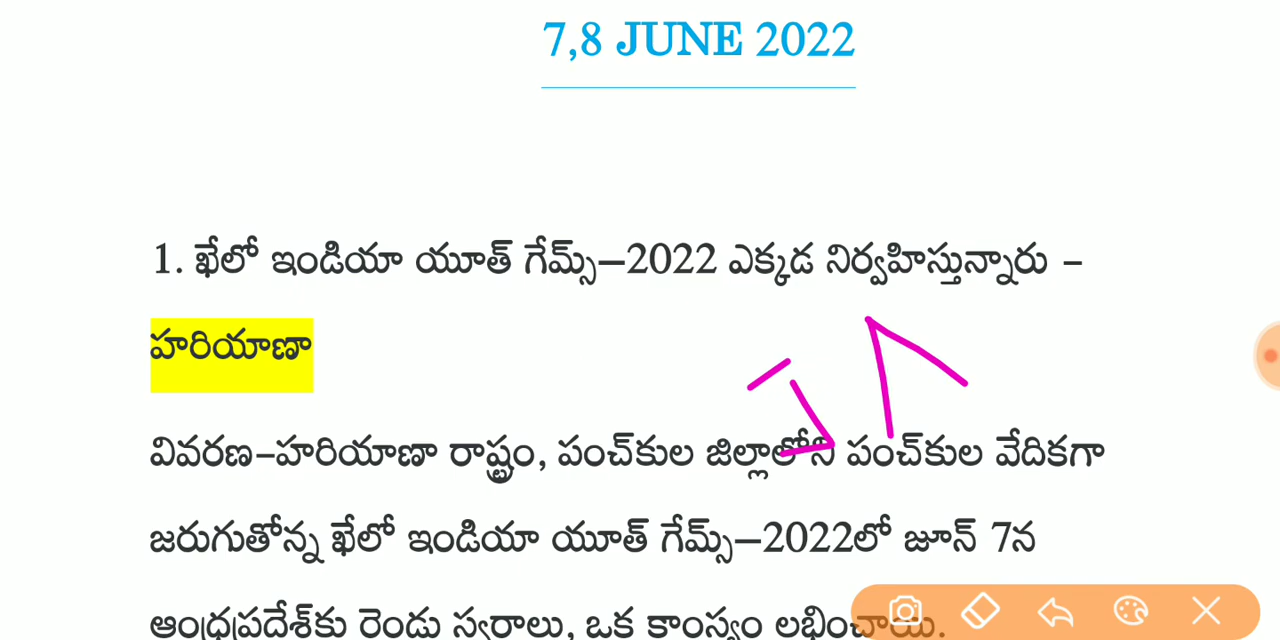 7,8 JUNE 2022
1. ఖేలో ఇండియా యూత్ గేమ్స్–2022 ఎక్కడ నిర్వహిస్తున్నారు –
హరియాణా
వివరణ–హరియాణా రాష్ట్రం, పంచ్‌కుల జిల్లాలోని పంచ్‌కుల వేదికగా
జరుగుతోన్న ఖేలో ఇండియా యూత్ గేమ్స్–2022లో జూన్ 7న
ఆంధ్రప్రదేశ్‌కు రెండు స్వర్ణాలు, ఒక కాంస్యం లభించాయి.